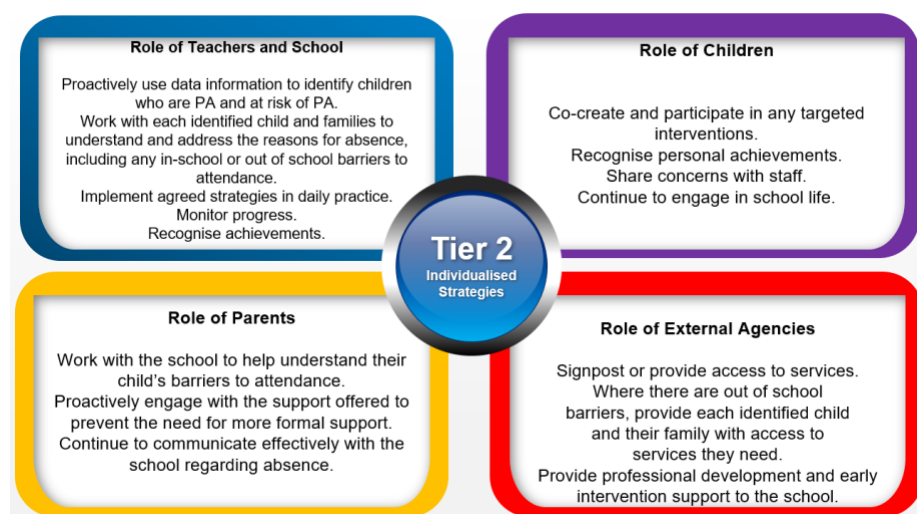 Role of Teachers and School
Proactively use data information to identify children
who are PA and at risk of PA.
Work with each identified child and families to
understand and address the reasons for absence,
including any in-school or out of school barriers to
attendance.
Implement agreed strategies in daily practice.
Monitor progress.
Recognise achievements.
Role of Children
Co-create and participate in any targeted
interventions.
Recognise personal achievements.
Share concerns with staff.
Continue to engage in school life.
Tier 2
Individualised
Strategies
Role of Parents
Work with the school to help understand their
child's barriers to attendance.
Proactively engage with the support offered to
prevent the need for more formal support.
Continue to communicate effectively with the
school regarding absence.
Role of External Agencies
Signpost or provide access to services.
Where there are out of school
barriers, provide each identified child
and their family with access to
services they need.
Provide professional development and early
intervention support to the school.